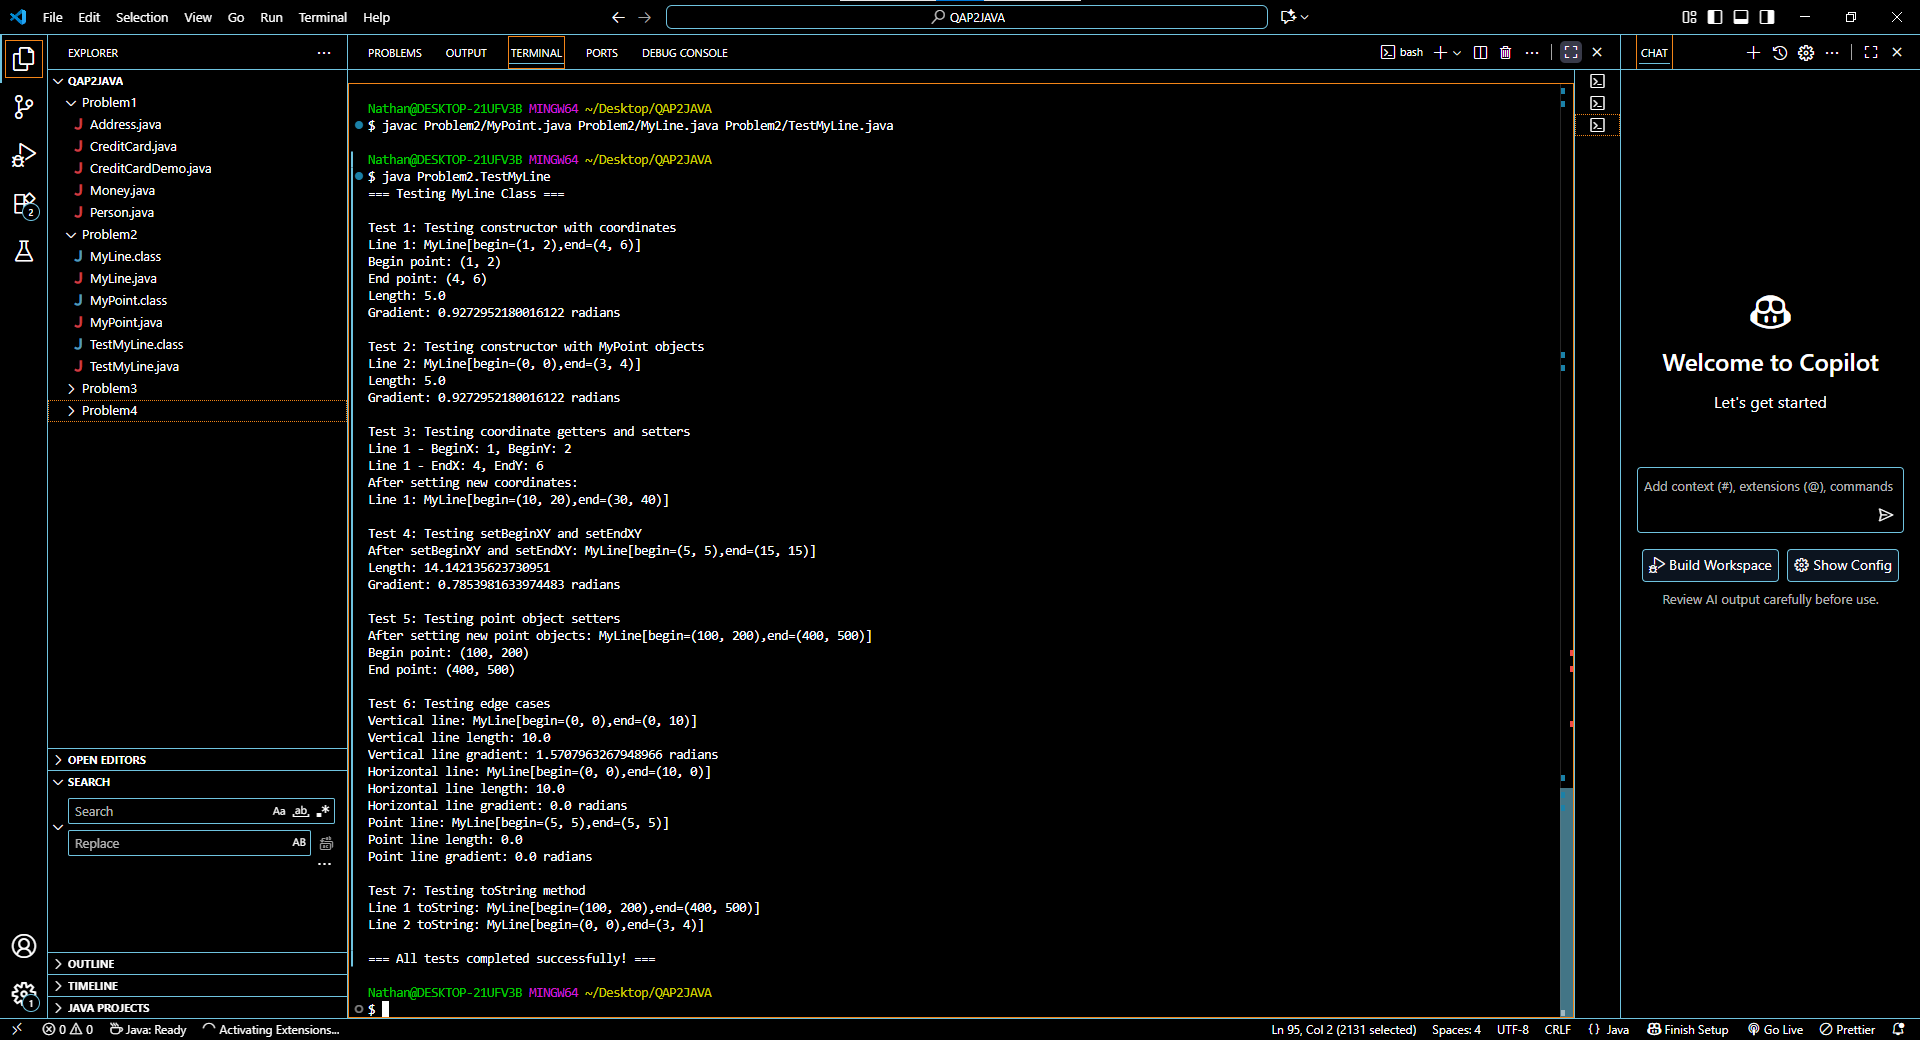 File Edit Selection View Go Run Terminal Help
QAP2JAVA
EXPLORER
QAP2JAVA
Problem1
Address.java
CreditCard.java
CreditCardDemo.java
Money.java
Person.java
Problem2
MyLine.class
MyLine.java
MyPoint.class
MyPoint.java
TestMyLine.class
TestMyLine.java
Problem3
Problem4
OPEN EDITORS
SEARCH
Search Aa ab .*
Replace AB
OUTLINE
TIMELINE
JAVA PROJECTS
2
1
PROBLEMS OUTPUT TERMINAL PORTS DEBUG CONSOLE
bash
Nathan@DESKTOP-21UFV3B MINGW64 ~/Desktop/QAP2JAVA
$ javac Problem2/MyPoint.java Problem2/MyLine.java Problem2/TestMyLine.java
Nathan@DESKTOP-21UFV3B MINGW64 ~/Desktop/QAP2JAVA
$ java Problem2.TestMyLine
=== Testing MyLine Class ===
Test 1: Testing constructor with coordinates
Line 1: MyLine[begin=(1, 2),end=(4, 6)]
Begin point: (1, 2)
End point: (4, 6)
Length: 5.0
Gradient: 0.9272952180016122 radians
Test 2: Testing constructor with MyPoint objects
Line 2: MyLine[begin=(0, 0),end=(3, 4)]
Length: 5.0
Gradient: 0.9272952180016122 radians
Test 3: Testing coordinate getters and setters
Line 1 - BeginX: 1, BeginY: 2
Line 1 - EndX: 4, EndY: 6
After setting new coordinates:
Line 1: MyLine[begin=(10, 20),end=(30, 40)]
Test 4: Testing setBeginXY and setEndXY
After setBeginXY and setEndXY: MyLine[begin=(5, 5),end=(15, 15)]
Length: 14.142135623730951
Gradient: 0.7853981633974483 radians
Test 5: Testing point object setters
After setting new point objects: MyLine[begin=(100, 200),end=(400, 500)]
Begin point: (100, 200)
End point: (400, 500)
Test 6: Testing edge cases
Vertical line: MyLine[begin=(0, 0),end=(0, 10)]
Vertical line length: 10.0
Vertical line gradient: 1.5707963267948966 radians
Horizontal line: MyLine[begin=(0, 0),end=(10, 0)]
Horizontal line length: 10.0
Horizontal line gradient: 0.0 radians
Point line: MyLine[begin=(5, 5),end=(5, 5)]
Point line length: 0.0
Point line gradient: 0.0 radians
Test 7: Testing toString method
Line 1 toString: MyLine[begin=(100, 200),end=(400, 500)]
Line 2 toString: MyLine[begin=(0, 0),end=(3, 4)]
=== All tests completed successfully! ===
Nathan@DESKTOP-21UFV3B MINGW64 ~/Desktop/QAP2JAVA
$
CHAT
Welcome to Copilot
Let's get started
Add context (#), extensions (@), commands
Build Workspace Show Config
Review AI output carefully before use.
0 0 Java: Ready Activating Extensions... Ln 95, Col 2 (2131 selected) Spaces: 4 UTF-8 CRLF {} Java Finish Setup Go Live Prettier